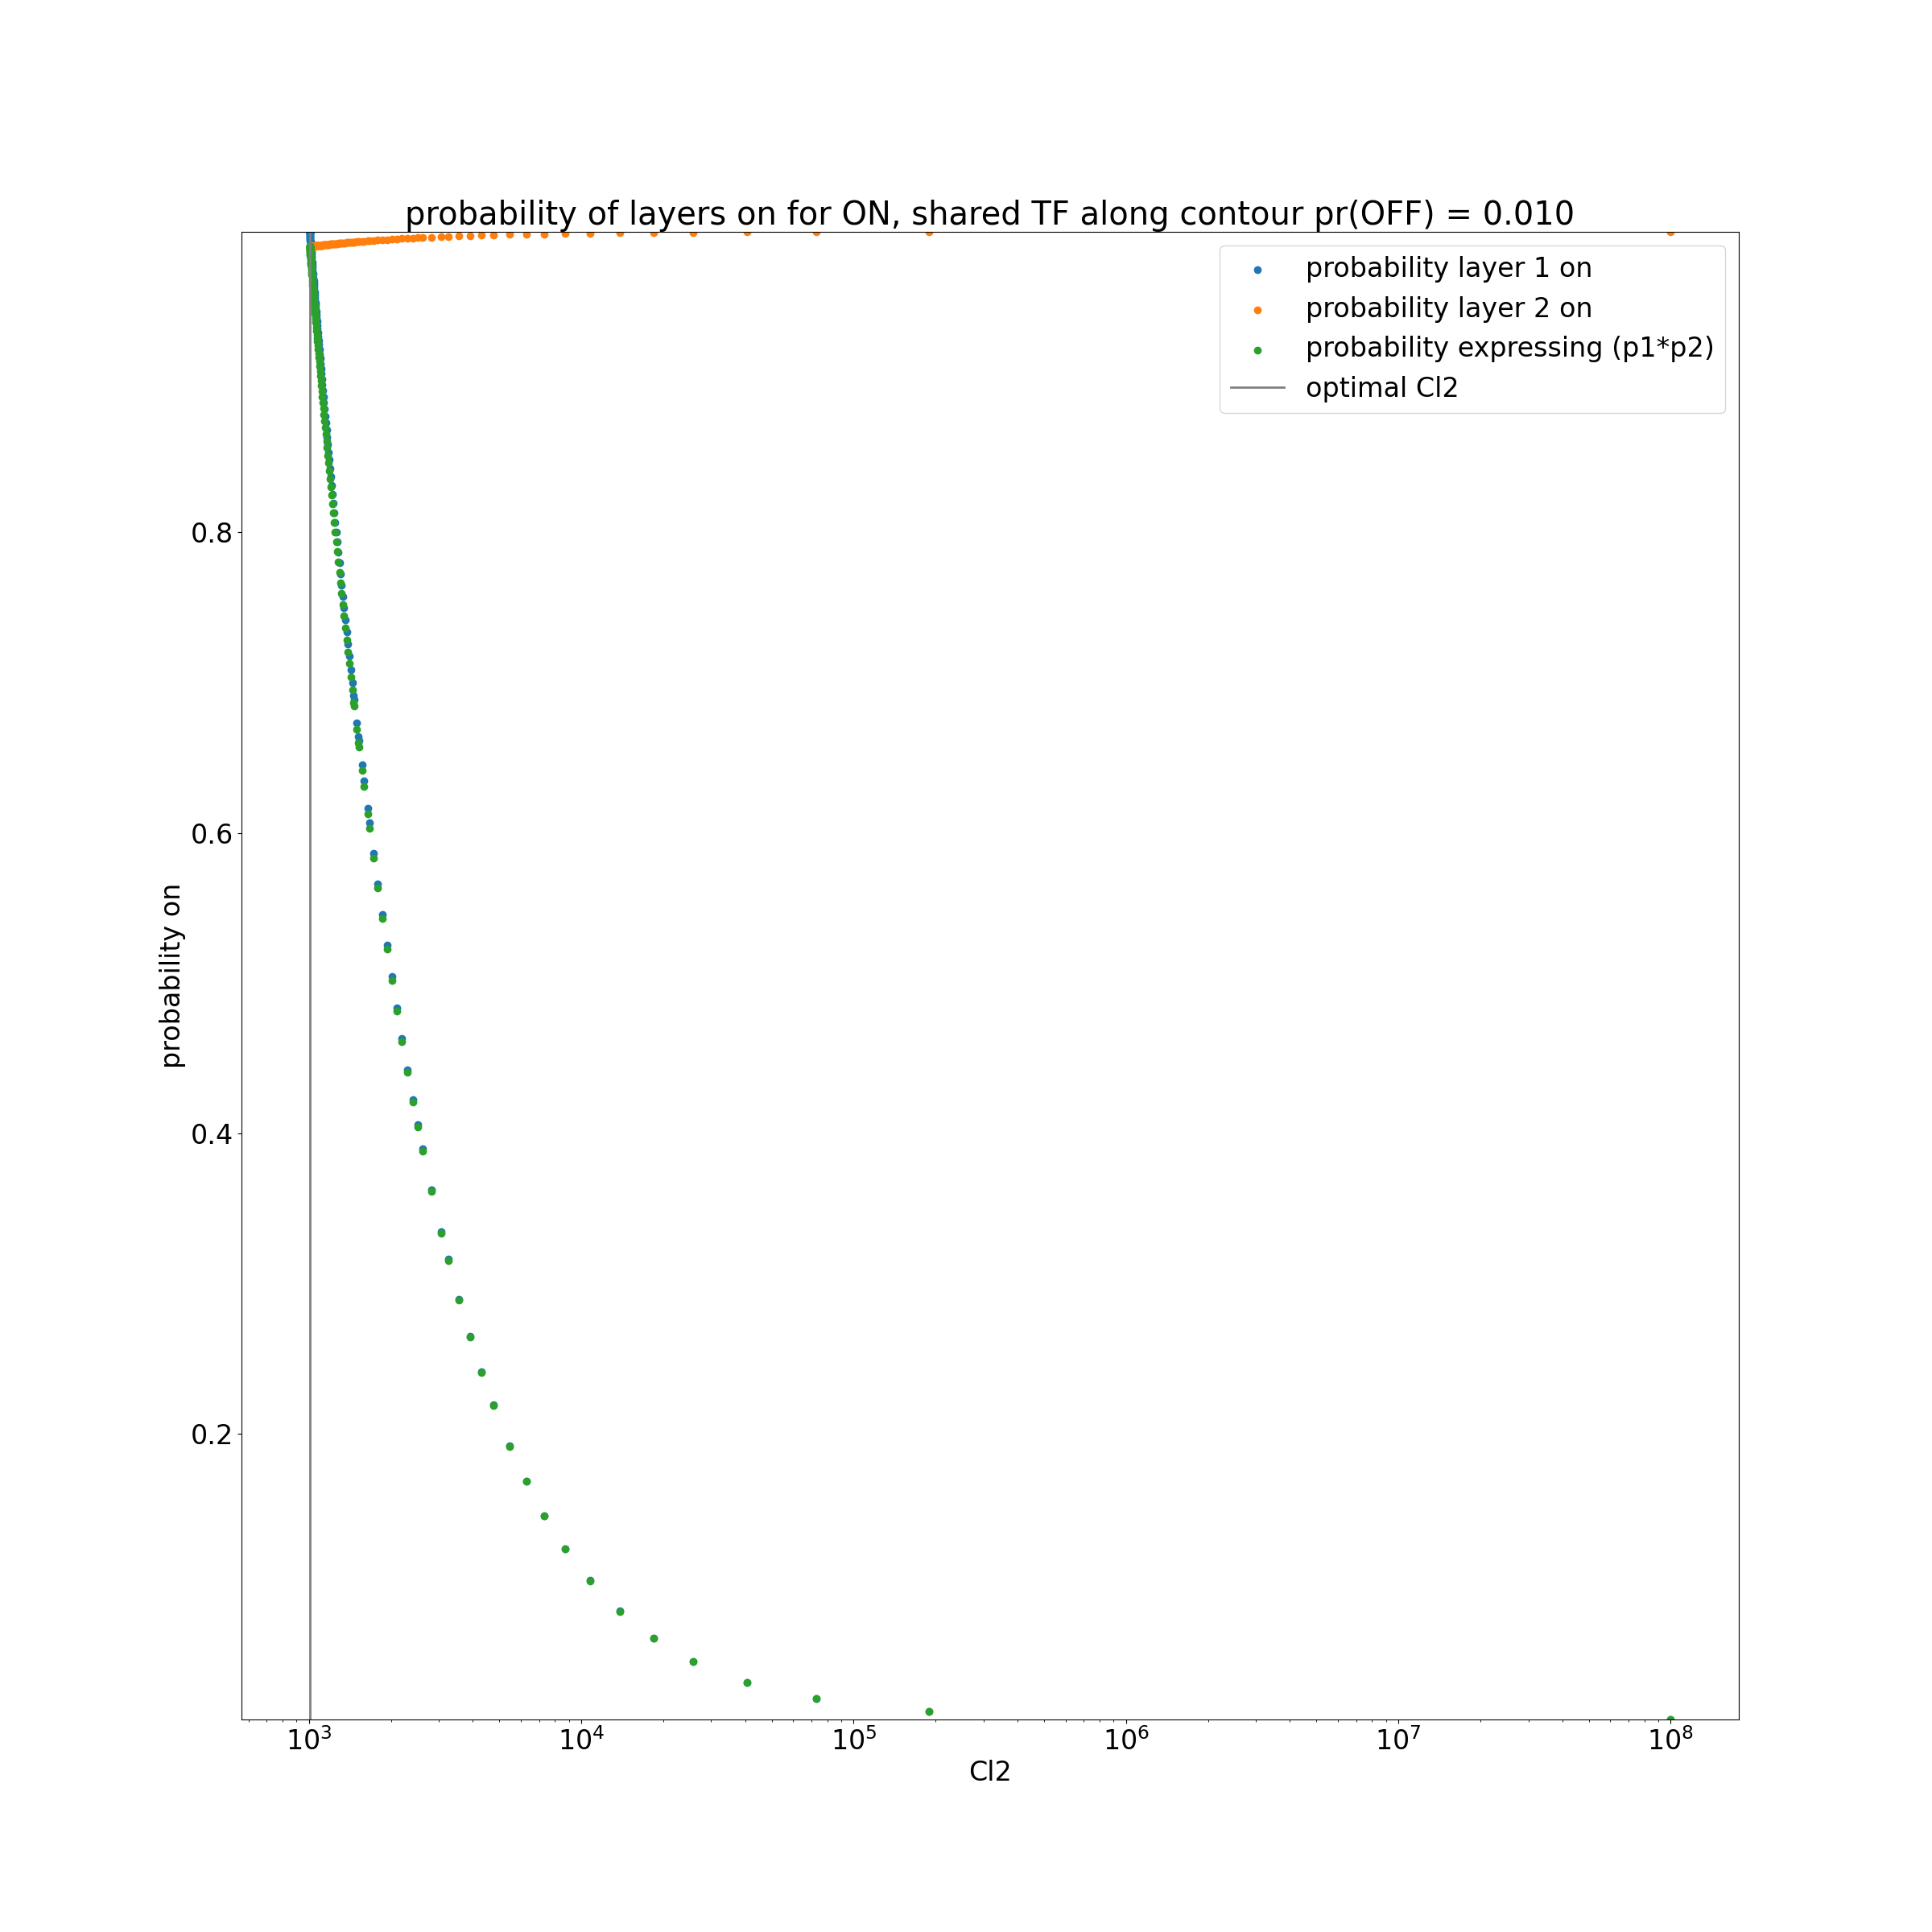 probability of layers on for ON, shared TF along contour pr(OFF) = 0.010
probability layer 1 on
probability layer 2 on
probability expressing (p1*p2)
optimal Cl2
0.8
0.6
0.4
0.2
probability on
10³ 10⁴ 10⁵ 10⁶ 10⁷ 10⁸
Cl2